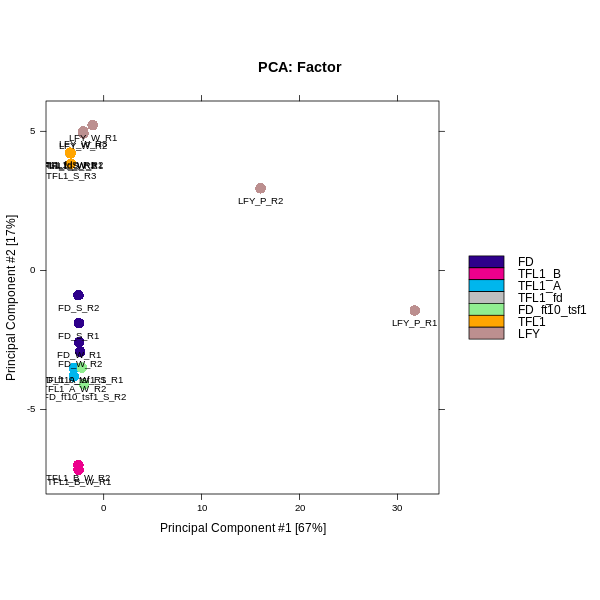 PCA: Factor
5
0
-5
0
10
20
30
Principal Component #2 [17%]
Principal Component #1 [67%]
LFY_W_R1
LFY_W_R2
TFL1_S_R3
LFY_P_R2
LFY_P_R1
FD_S_R2
FD_S_R1
FD_W_R1
FD_W_R2
TFL1_A_W_R2
FD_ft10_tsf1_S_R2
TFL1_B_W_R2
TFL1_B_W_R1
FD
TFL1_B
TFL1_A
TFL1_fd
FD_ft10_tsf1
TFL1
LFY